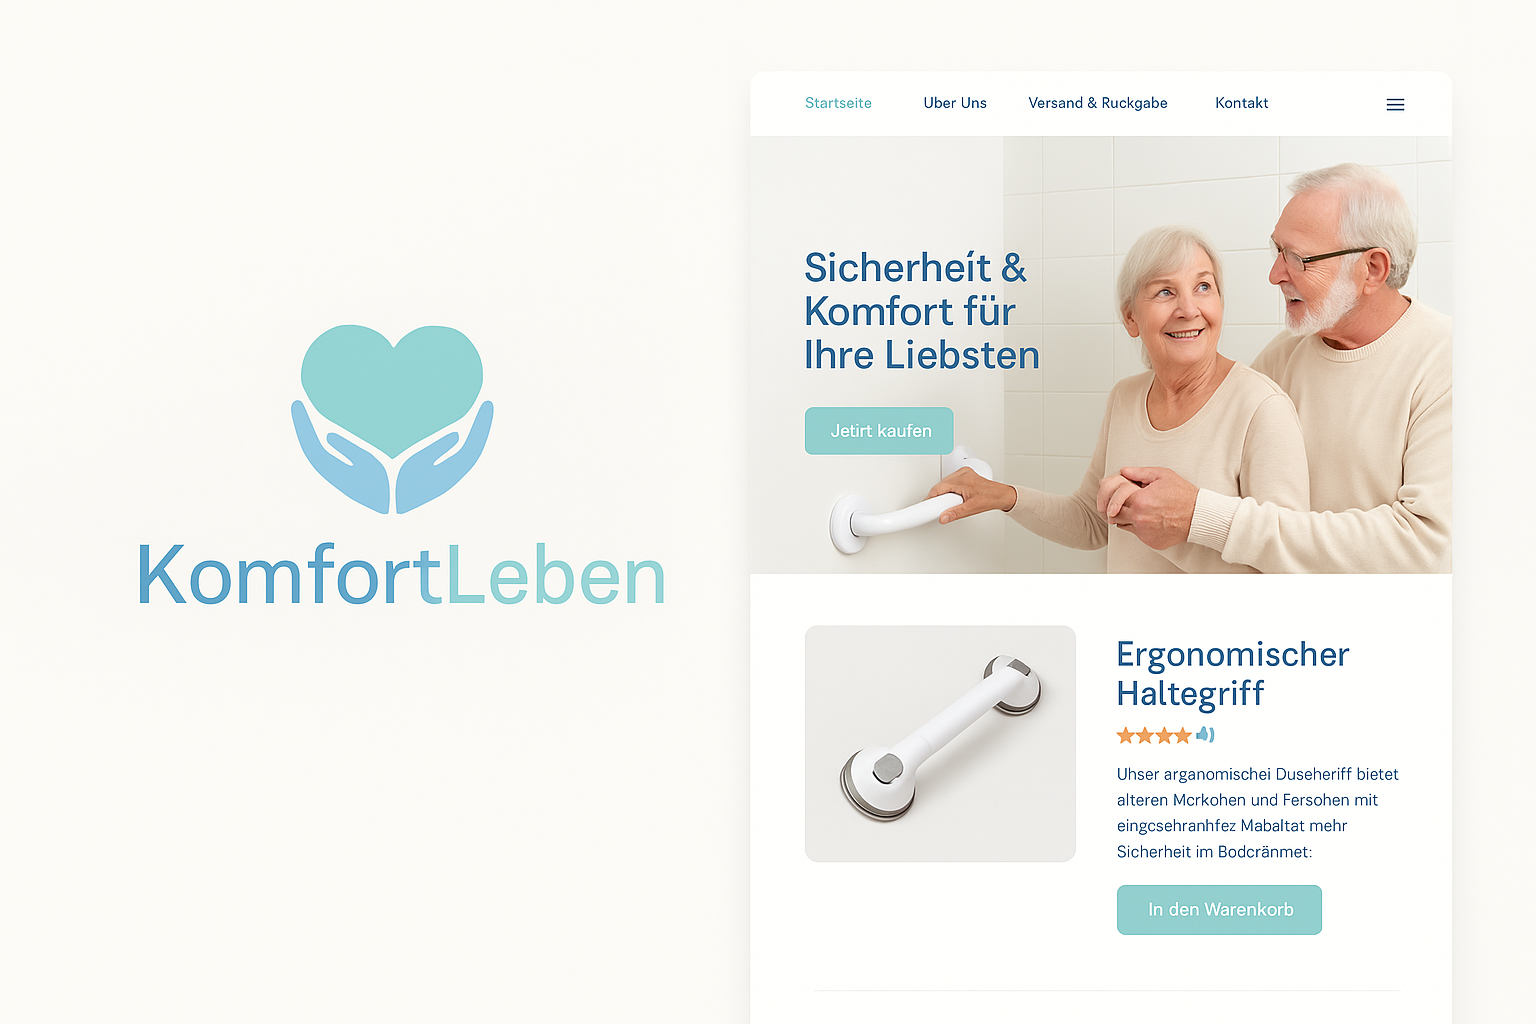 KomfortLeben
Startseite
Uber Uns
Versand & Ruckgabe
Kontakt
Sicherheít &
Komfort für
Ihre Liebsten
Jetirt kaufen
Ergonomischer
Haltegriff
Uhser arganomischei Duseheriff bietet
alteren Mcrkohen und Fersohen mit
eingcsehranhfez Mabaltat mehr
Sicherheit im Bodcränmet:
In den Warenkorb